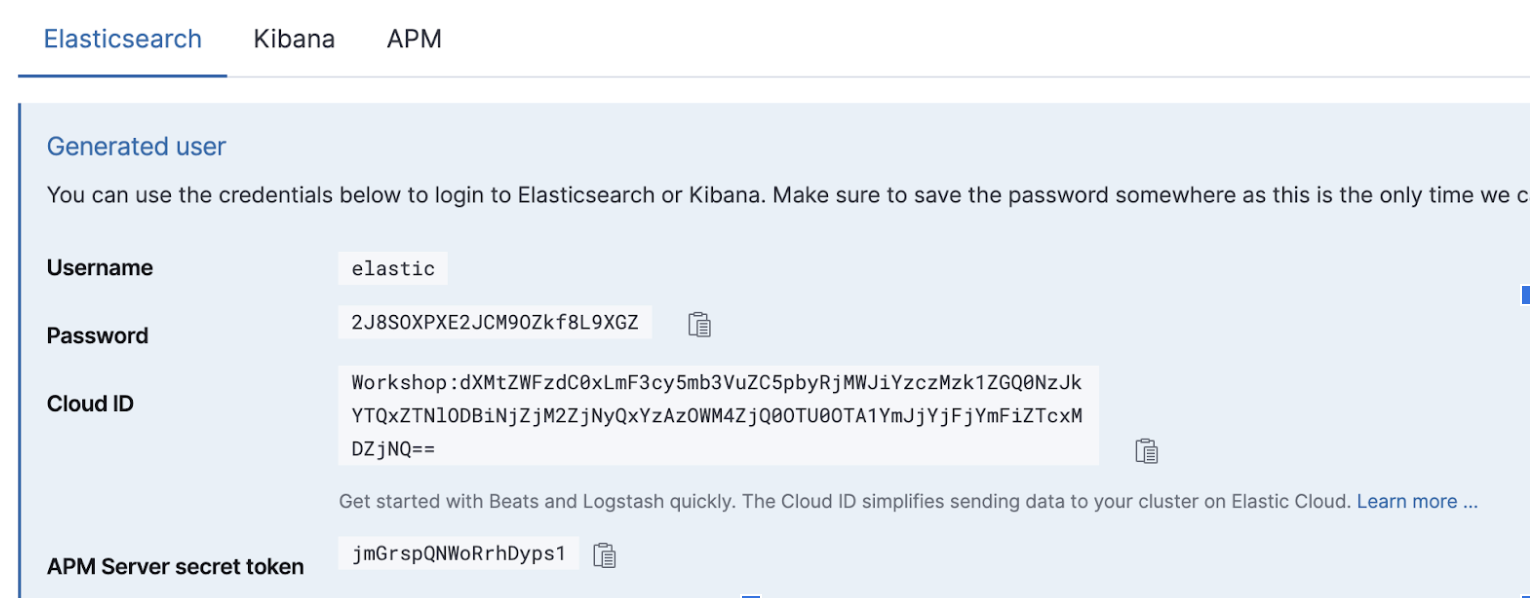 Elasticsearch Kibana APM
Generated user
You can use the credentials below to login to Elasticsearch or Kibana. Make sure to save the password somewhere as this is the only time we c
Username elastic
Password 2J8SOXPXE2JCM9OZkf8L9XGZ
Cloud ID Workshop:dXMtZWFzdC0xLmF3cy5mb3VuZC5pbyRjMWJiYzczMzk1ZGQ0NzJk
YTQxZTNlODBiNjZjM2ZjNyQxYzAzOWM4ZjQ0OTU0OTA1YmJjYjFjYmFiZTcxM
DZjNQ==
Get started with Beats and Logstash quickly. The Cloud ID simplifies sending data to your cluster on Elastic Cloud. Learn more ...
APM Server secret token jmGrspQNWoRrhDyps1